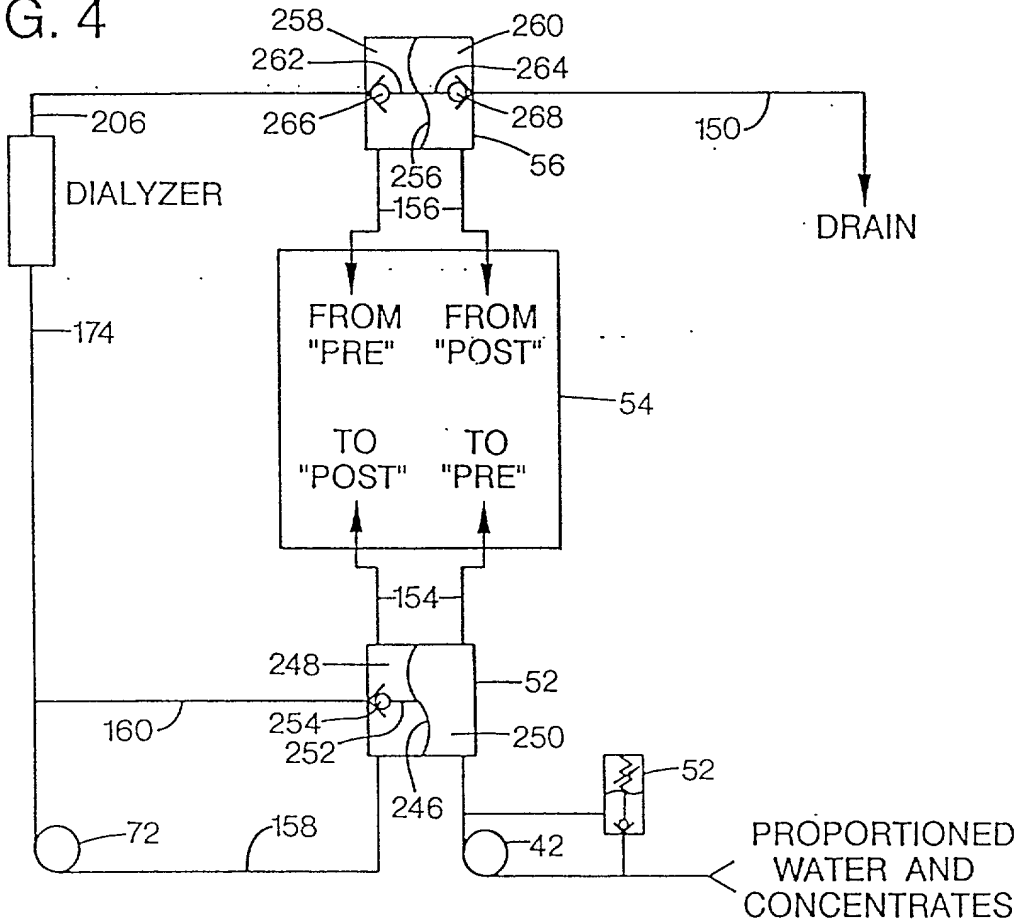 G. 4
258
260
262
264
266
268
206
150
256
56
DIALYZER
156
DRAIN
174
FROM "PRE"
FROM "POST"
54
TO "POST"
TO "PRE"
154
248
52
160
254
252
250
246
52
72
158
42
PROPORTIONED
WATER AND
CONCENTRATES